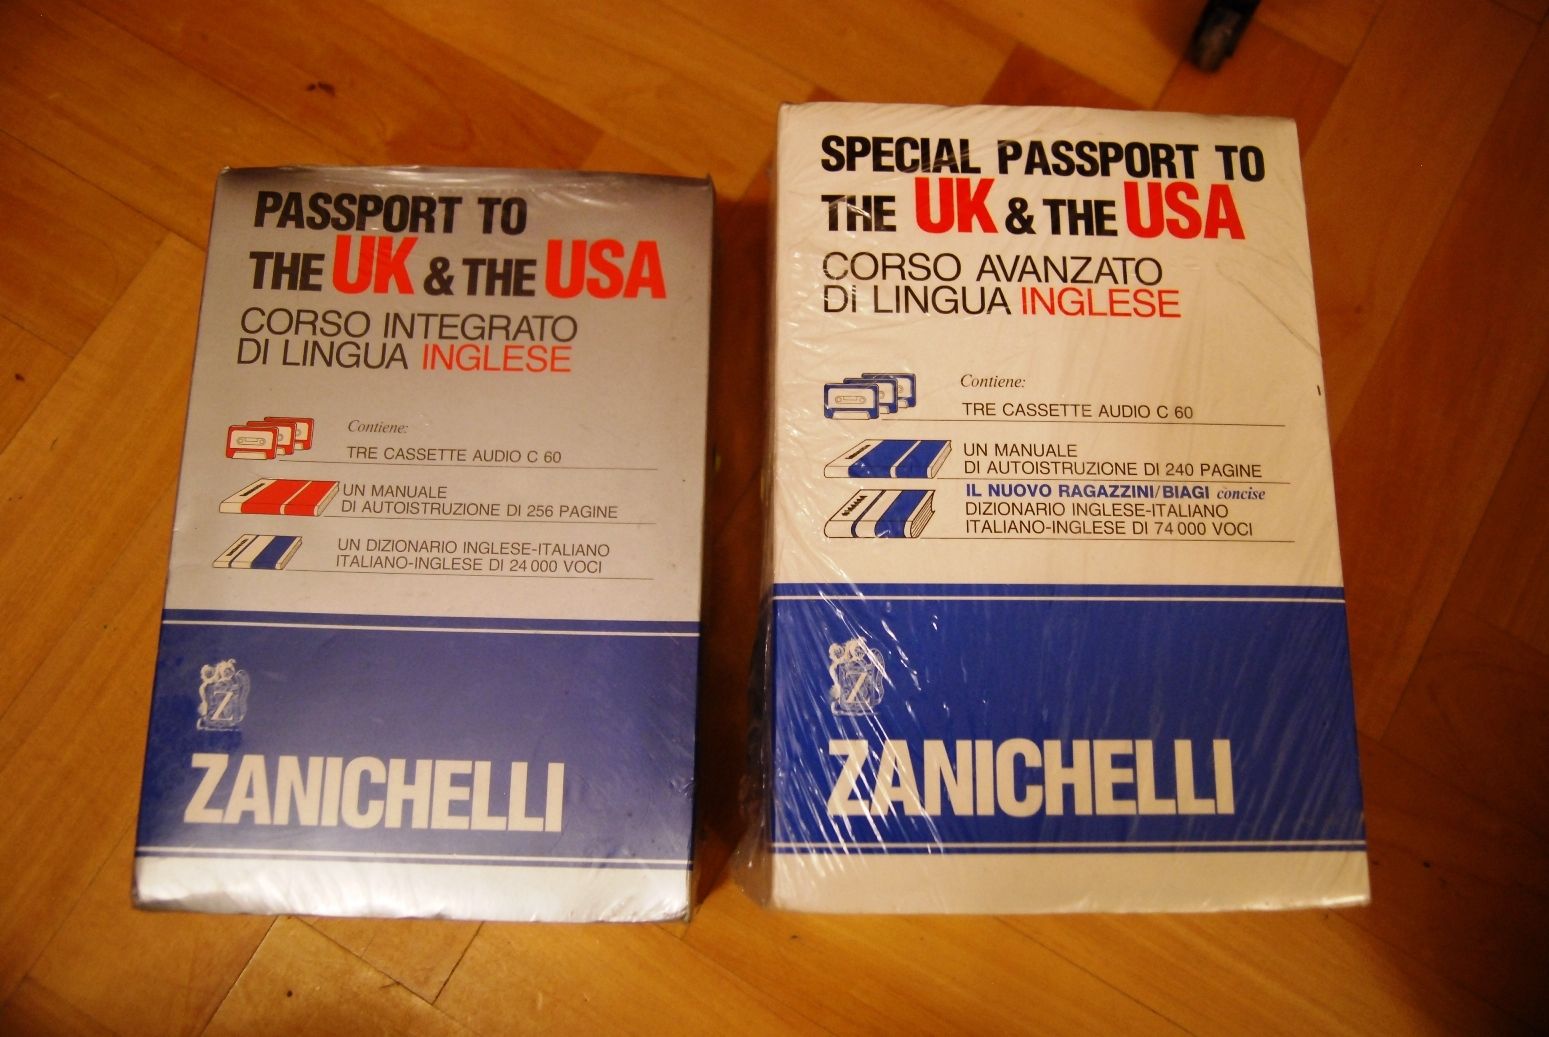 PASSPORT TO
THE UK & THE USA
CORSO INTEGRATO
DI LINGUA INGLESE
Contiene:
TRE CASSETTE AUDIO C 60
UN MANUALE
DI AUTOISTRUZIONE DI 256 PAGINE
UN DIZIONARIO INGLESE-ITALIANO
ITALIANO-INGLESE DI 24 000 VOCI
Z
ZANICHELLI
SPECIAL PASSPORT TO
THE UK & THE USA
CORSO AVANZATO
DI LINGUA INGLESE
Contiene:
TRE CASSETTE AUDIO C 60
UN MANUALE
DI AUTOISTRUZIONE DI 240 PAGINE
IL NUOVO RAGAZZINI/BIAGI concise
DIZIONARIO INGLESE-ITALIANO
ITALIANO-INGLESE DI 74 000 VOCI
Z
ZANICHELLI